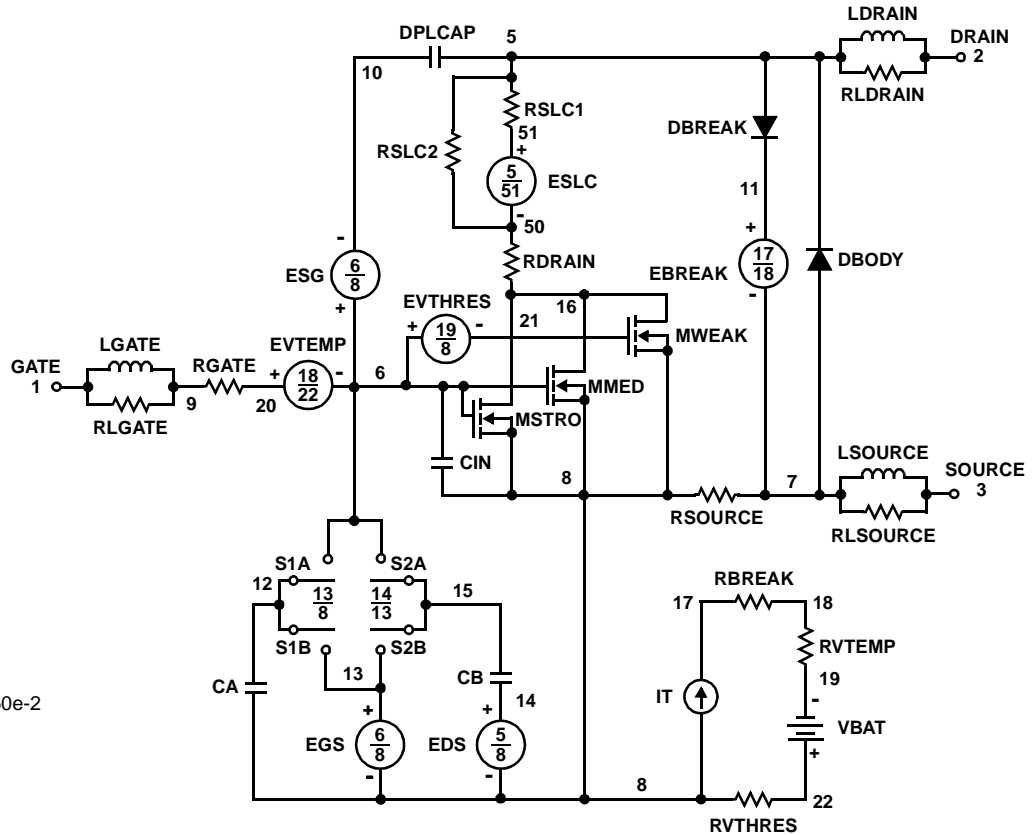 LDRAIN
DPLCAP
5
DRAIN
2
10
RLDRAIN
RSLC1
51
DBREAK
RSLC2
+
5
51
ESLC
11
-
50
-
+
17
18
RDRAIN
6
8
ESG
EBREAK
DBODY
+
EVTHRES
16
-
+
19
8
-
21
MWEAK
LGATE
EVTEMP
GATE
1
RGATE
+
18
22
-
6
MMED
9
20
RLGATE
MSTRO
LSOURCE
CIN
8
7
SOURCE
3
RSOURCE
RLSOURCE
S1A
S2A
12
13
8
14
13
15
RBREAK
17
18
S1B
S2B
RVTEMP
13
CB
19
CA
14
IT
-
0e-2
+
+
VBAT
EGS
6
8
EDS
5
8
+
-
-
8
22
RVTHRES